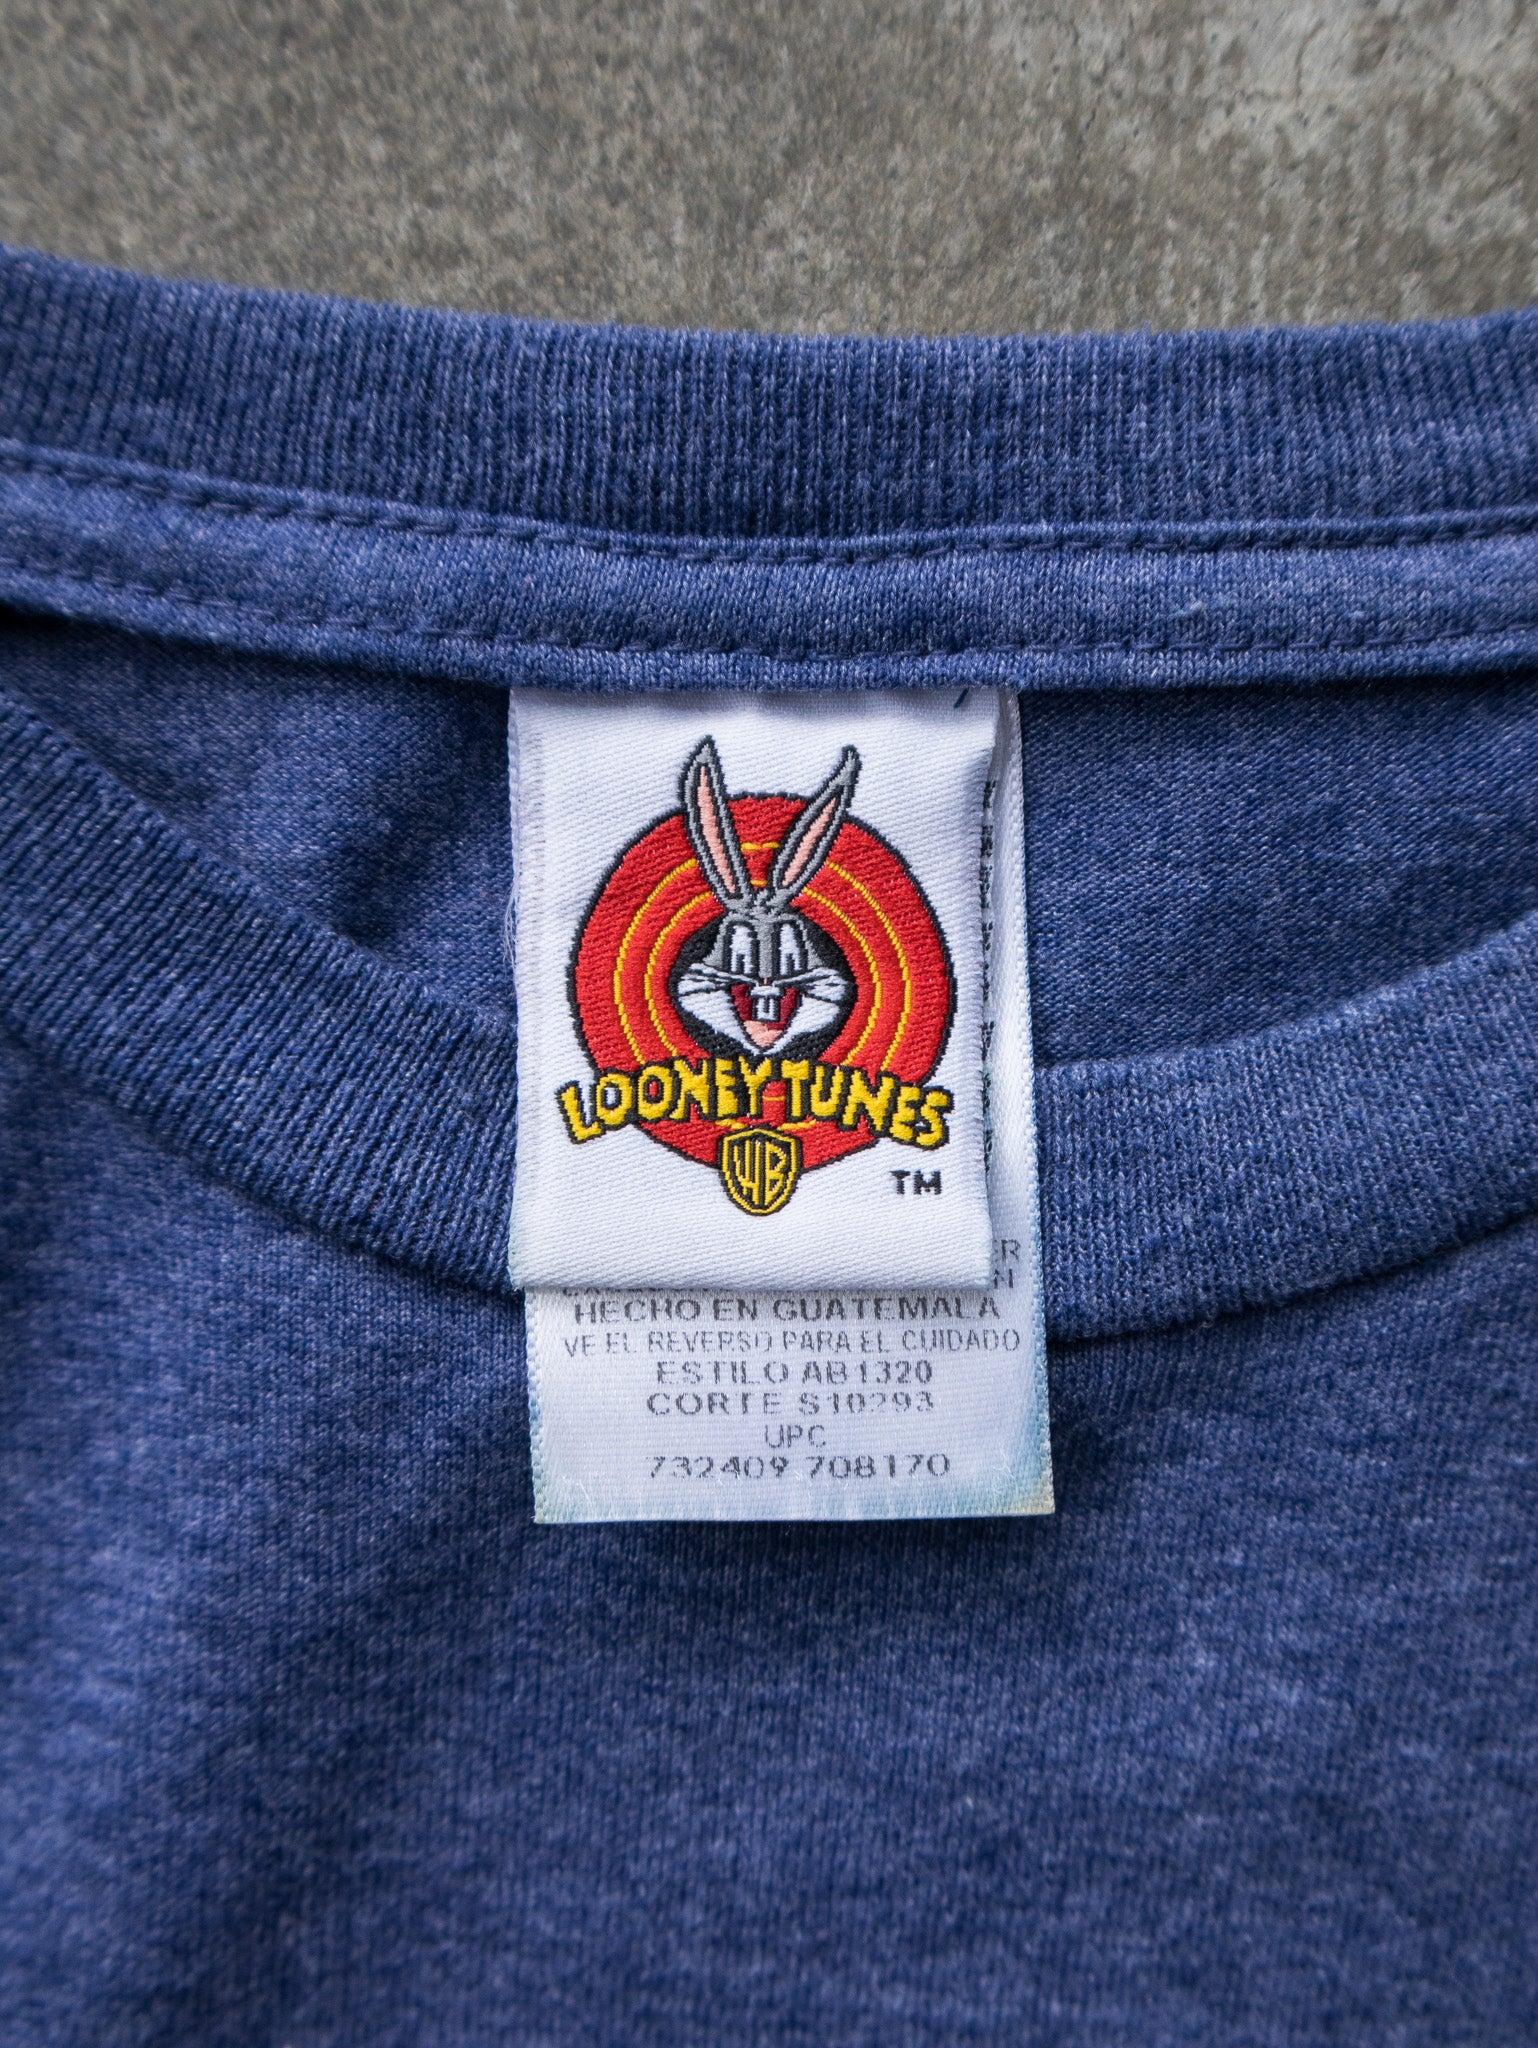 LOONEY TUNES
WB
TM
HECHO EN GUATEMALA
VE EL REVERSO PARA EL CUIDADO
ESTILO AB1320
CORTE S10293
UPC
732409 708170